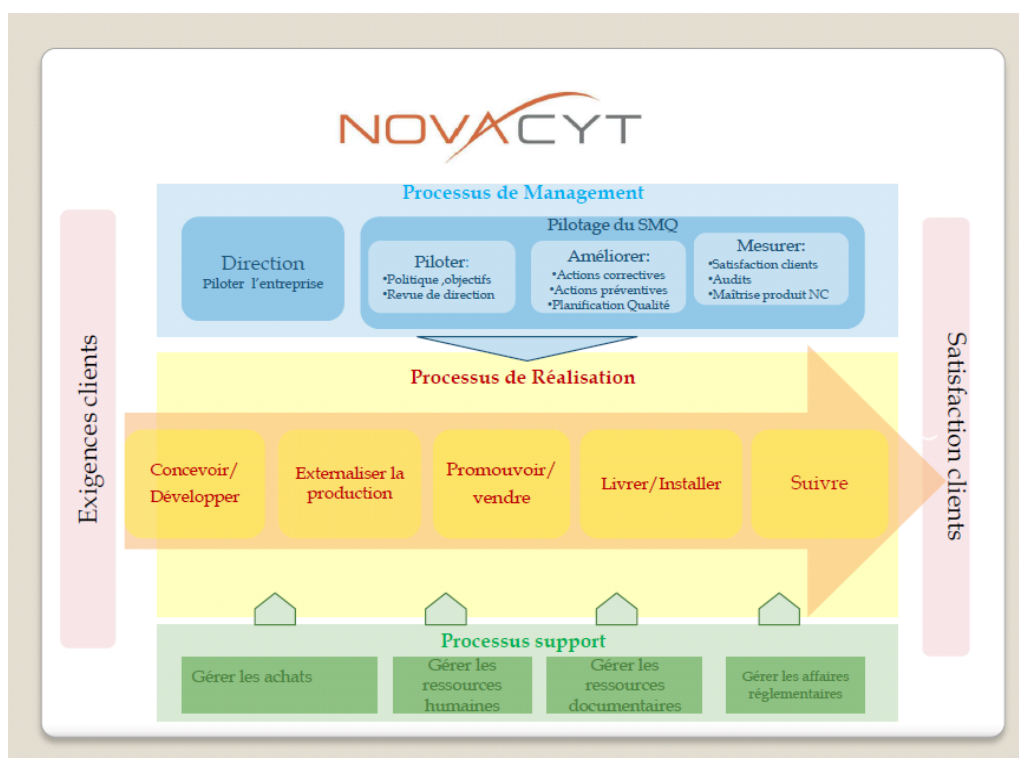 NOVACYT
Processus de Management
Exigences clients
Direction
Piloter l'entreprise
Pilotage du SMQ
Piloter:
•Politique ,objectifs
•Revue de direction
Améliorer:
•Actions correctives
•Actions préventives
•Planification Qualité
Mesurer:
•Satisfaction clients
•Audits
•Maîtrise produit NC
Satisfaction clients
Processus de Réalisation
Concevoir/
Développer
Externaliser la
production
Promouvoir/
vendre
Livrer/Installer
Suivre
Processus support
Gérer les achats
Gérer les
ressources
humaines
Gérer les
ressources
documentaires
Gérer les affaires
réglementaires